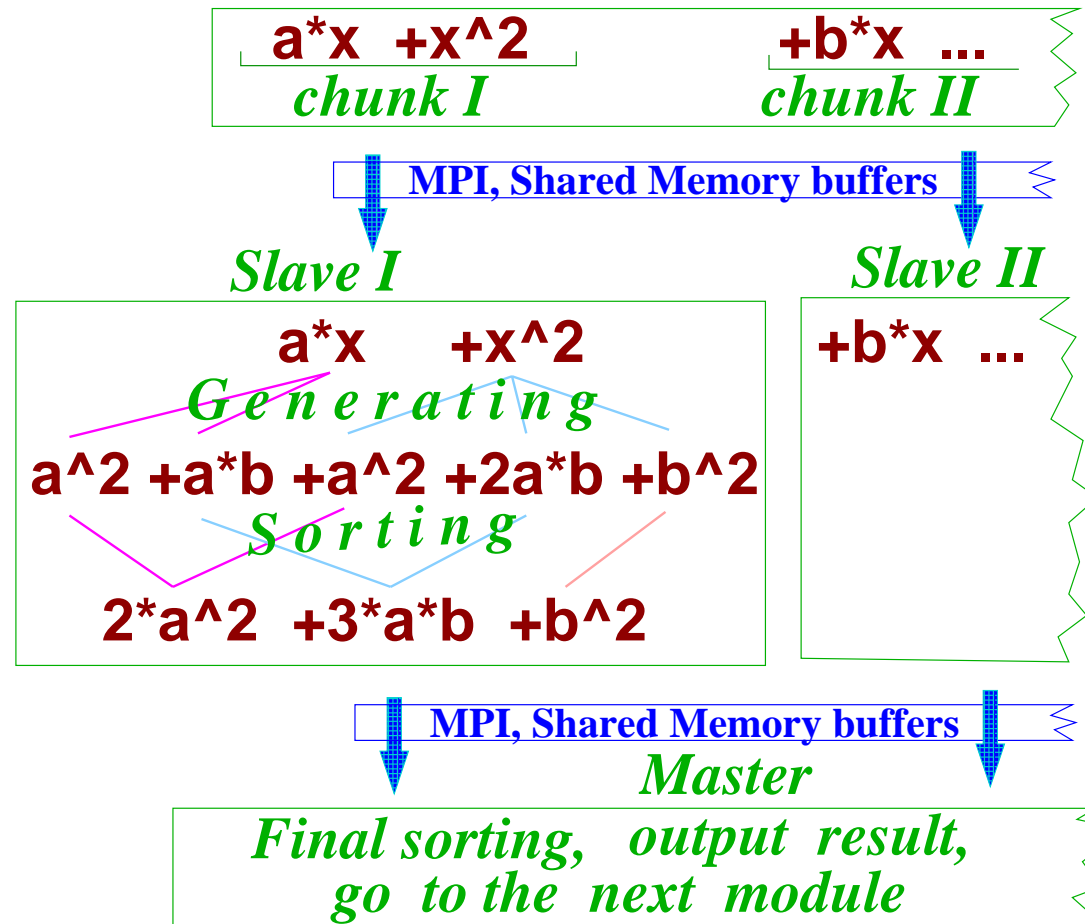 a*x +x^2 +b*x ...
chunk I chunk II
MPI, Shared Memory buffers
Slave I Slave II
a*x +x^2 +b*x ...
Generating
a^2 +a*b +a^2 +2a*b +b^2
Sorting
2*a^2 +3*a*b +b^2
MPI, Shared Memory buffers
Master
Final sorting, output result,
go to the next module